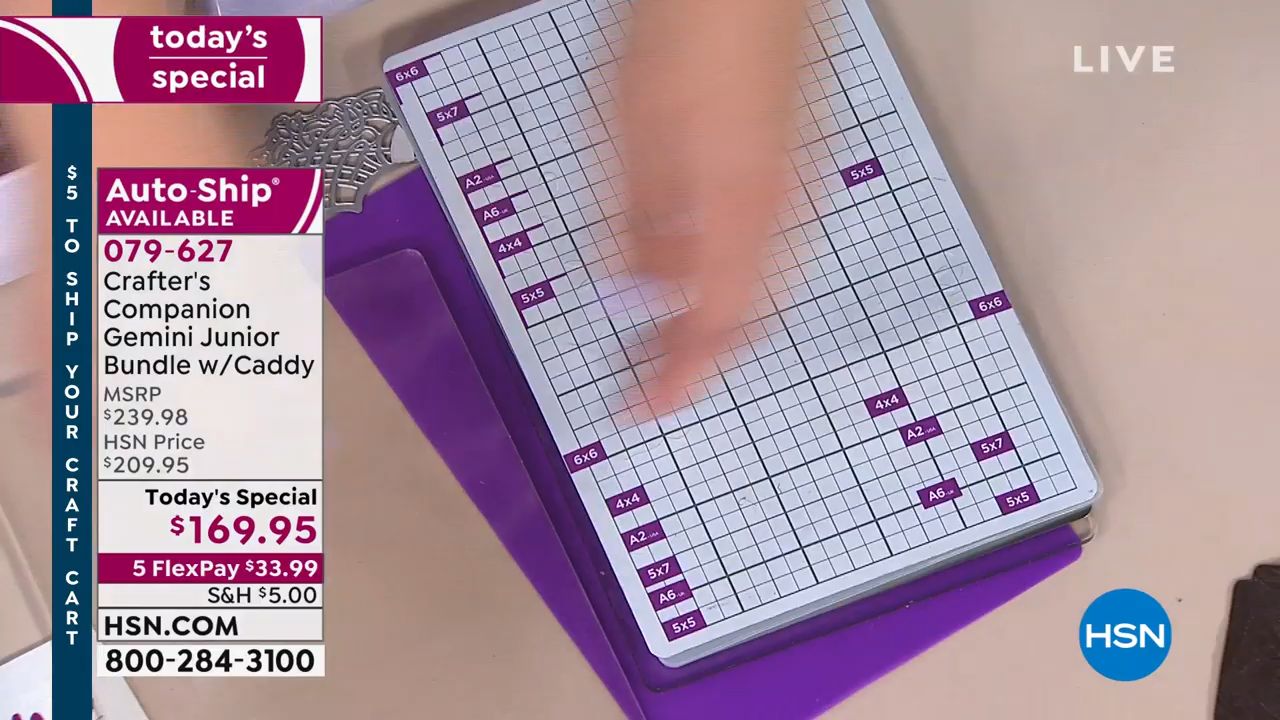 today's
special
LIVE
$5 TO SHIP YOUR CRAFT CART
Auto-Ship®
AVAILABLE
079-627
Crafter's
Companion
Gemini Junior
Bundle w/Caddy
MSRP
$239.98
HSN Price
$209.95
Today's Special
$169.95
5 FlexPay $33.99
S&H $5.00
HSN.COM
800-284-3100
6x6
5x7
A2
A6
4x4
5x5
5x5
6x6
6x6
4x4
A2
5x7
A6
5x5
4x4
A2
5x7
A6
5x5
HSN